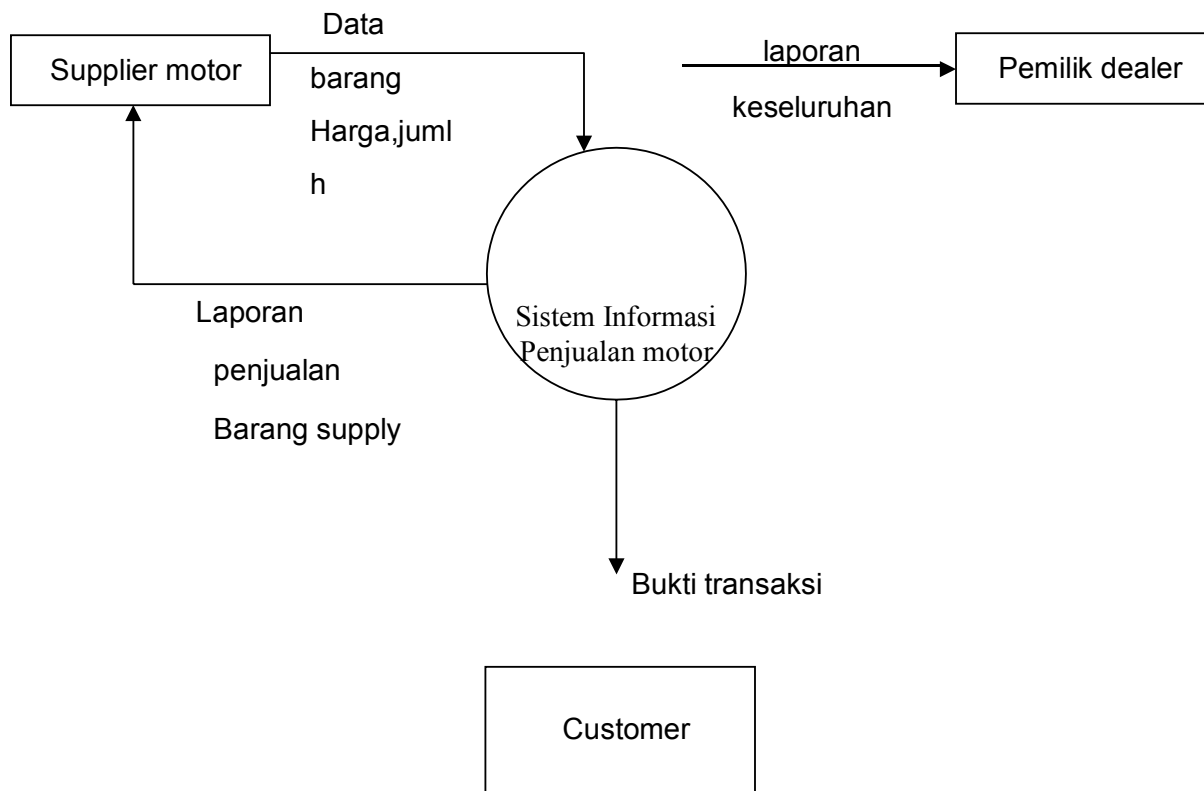 Supplier motor
Data
barang
Harga,juml
h
laporan
keseluruhan
Pemilik dealer
Sistem Informasi
Penjualan motor
Laporan
penjualan
Barang supply
Bukti transaksi
Customer